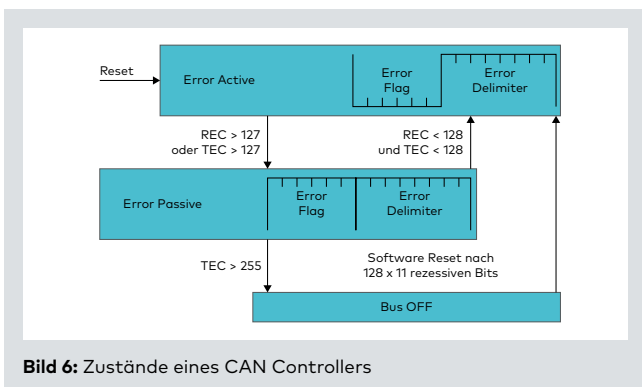 Reset
Error Active
Error
Flag
Error
Delimiter
REC > 127
oder TEC > 127
REC < 128
und TEC < 128
Error Passive
Error
Flag
Error
Delimiter
TEC > 255
Software Reset nach
128 x 11 rezessiven Bits
Bus OFF
Bild 6: Zustände eines CAN Controllers